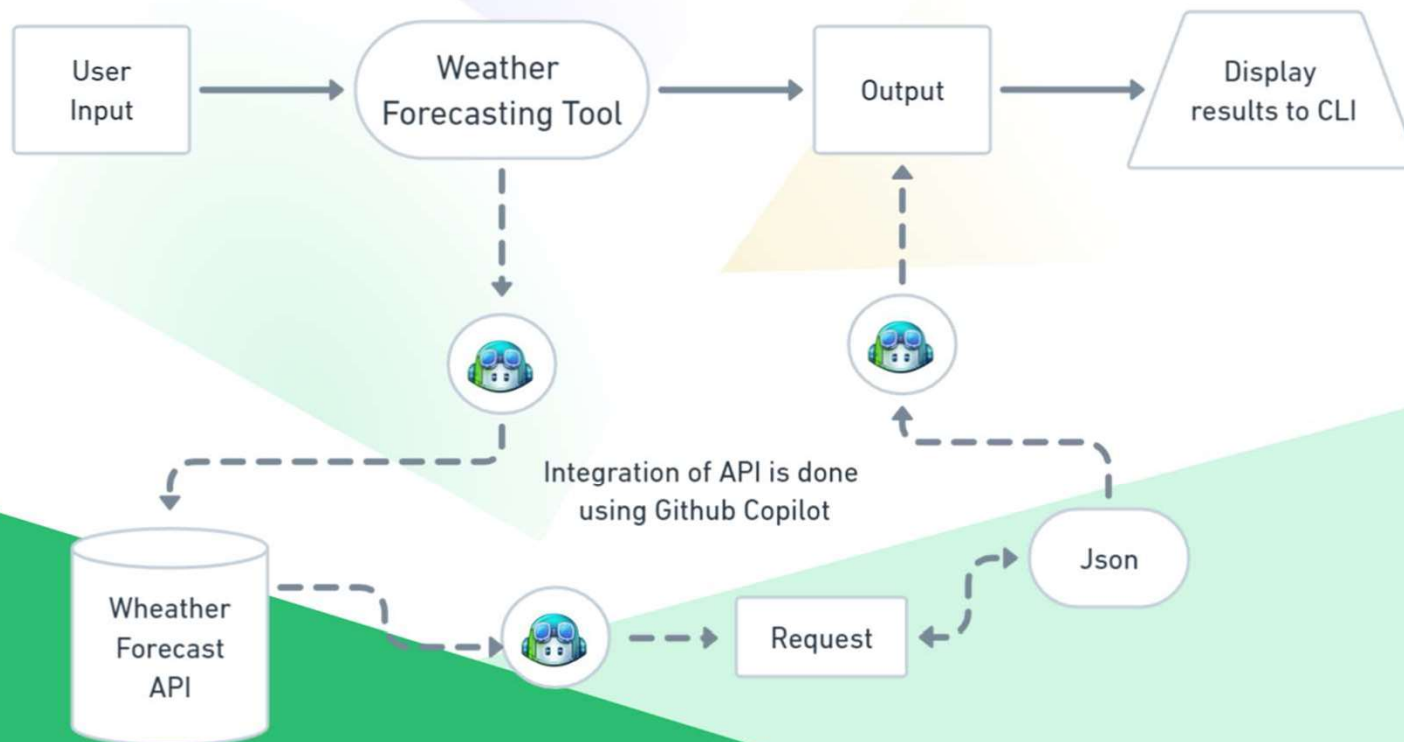 User
Input
Weather
Forecasting Tool
Output
Display
results to CLI
Integration of API is done
using Github Copilot
Wheather
Forecast
API
Request
Json